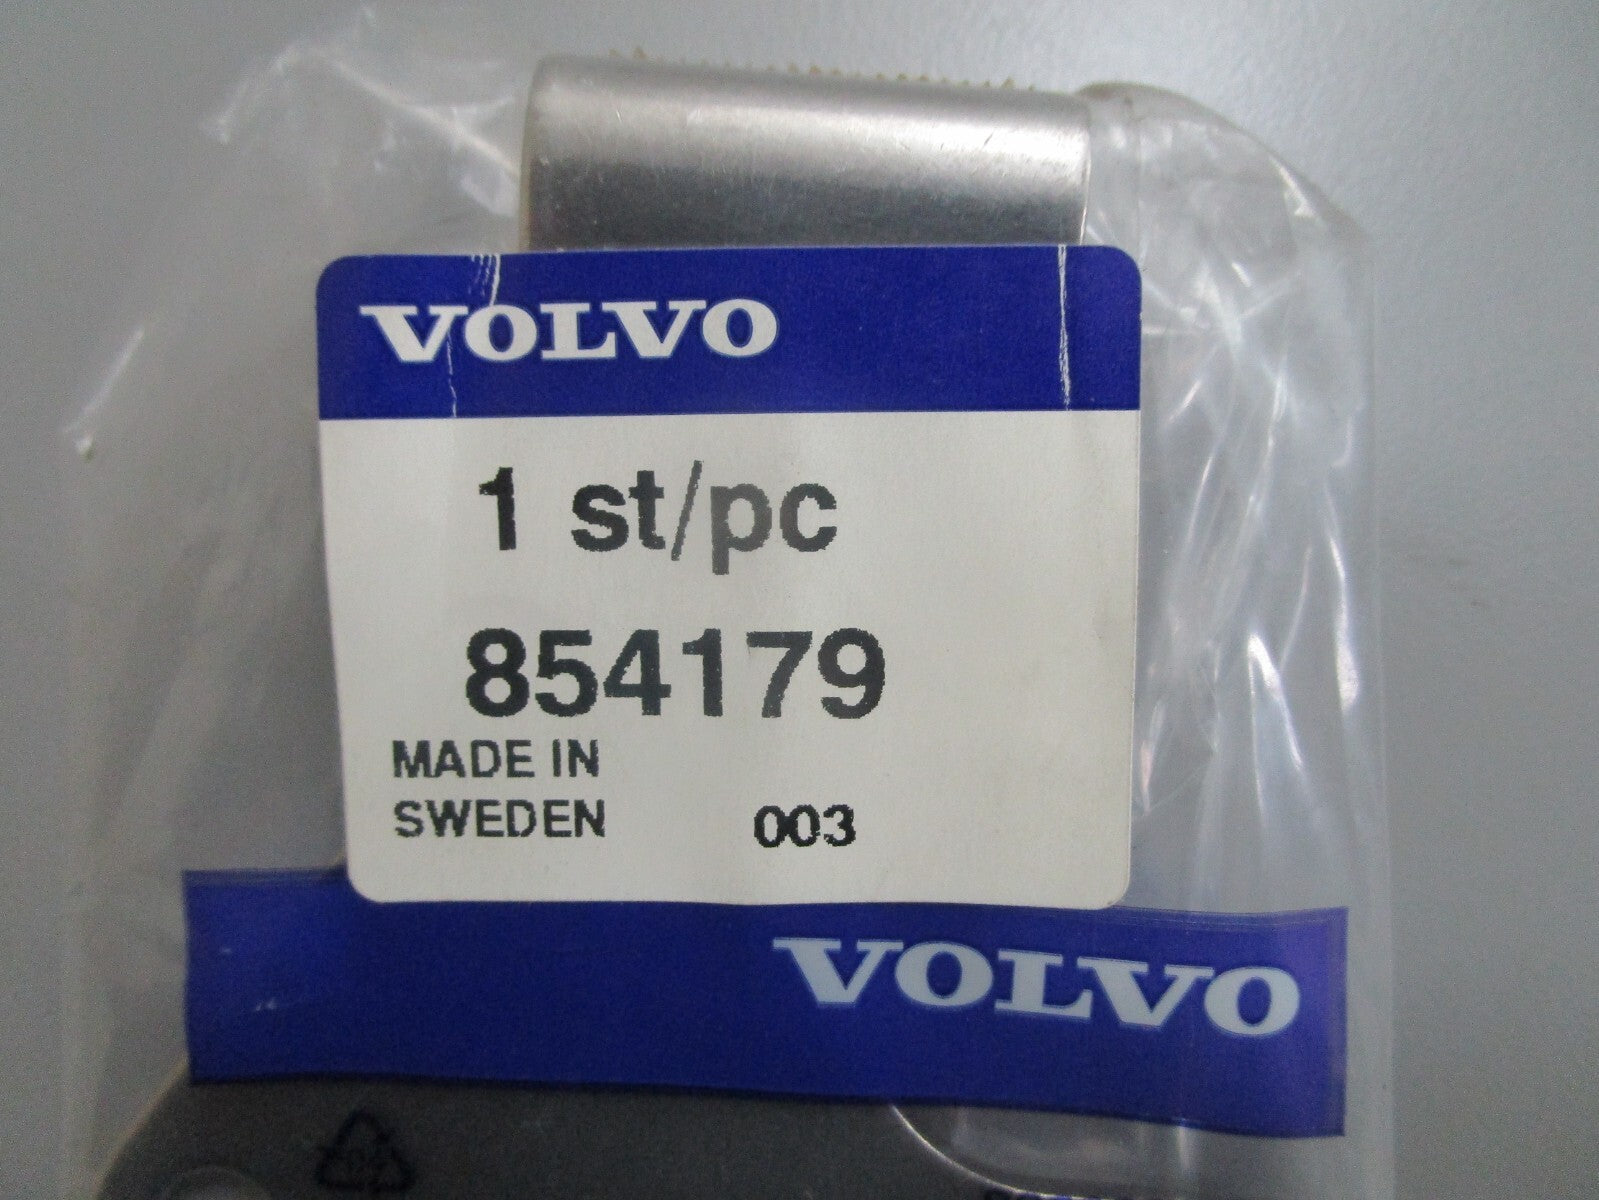 VOLVO
1 st/pc
854179
MADE IN
SWEDEN 003
VOLVO